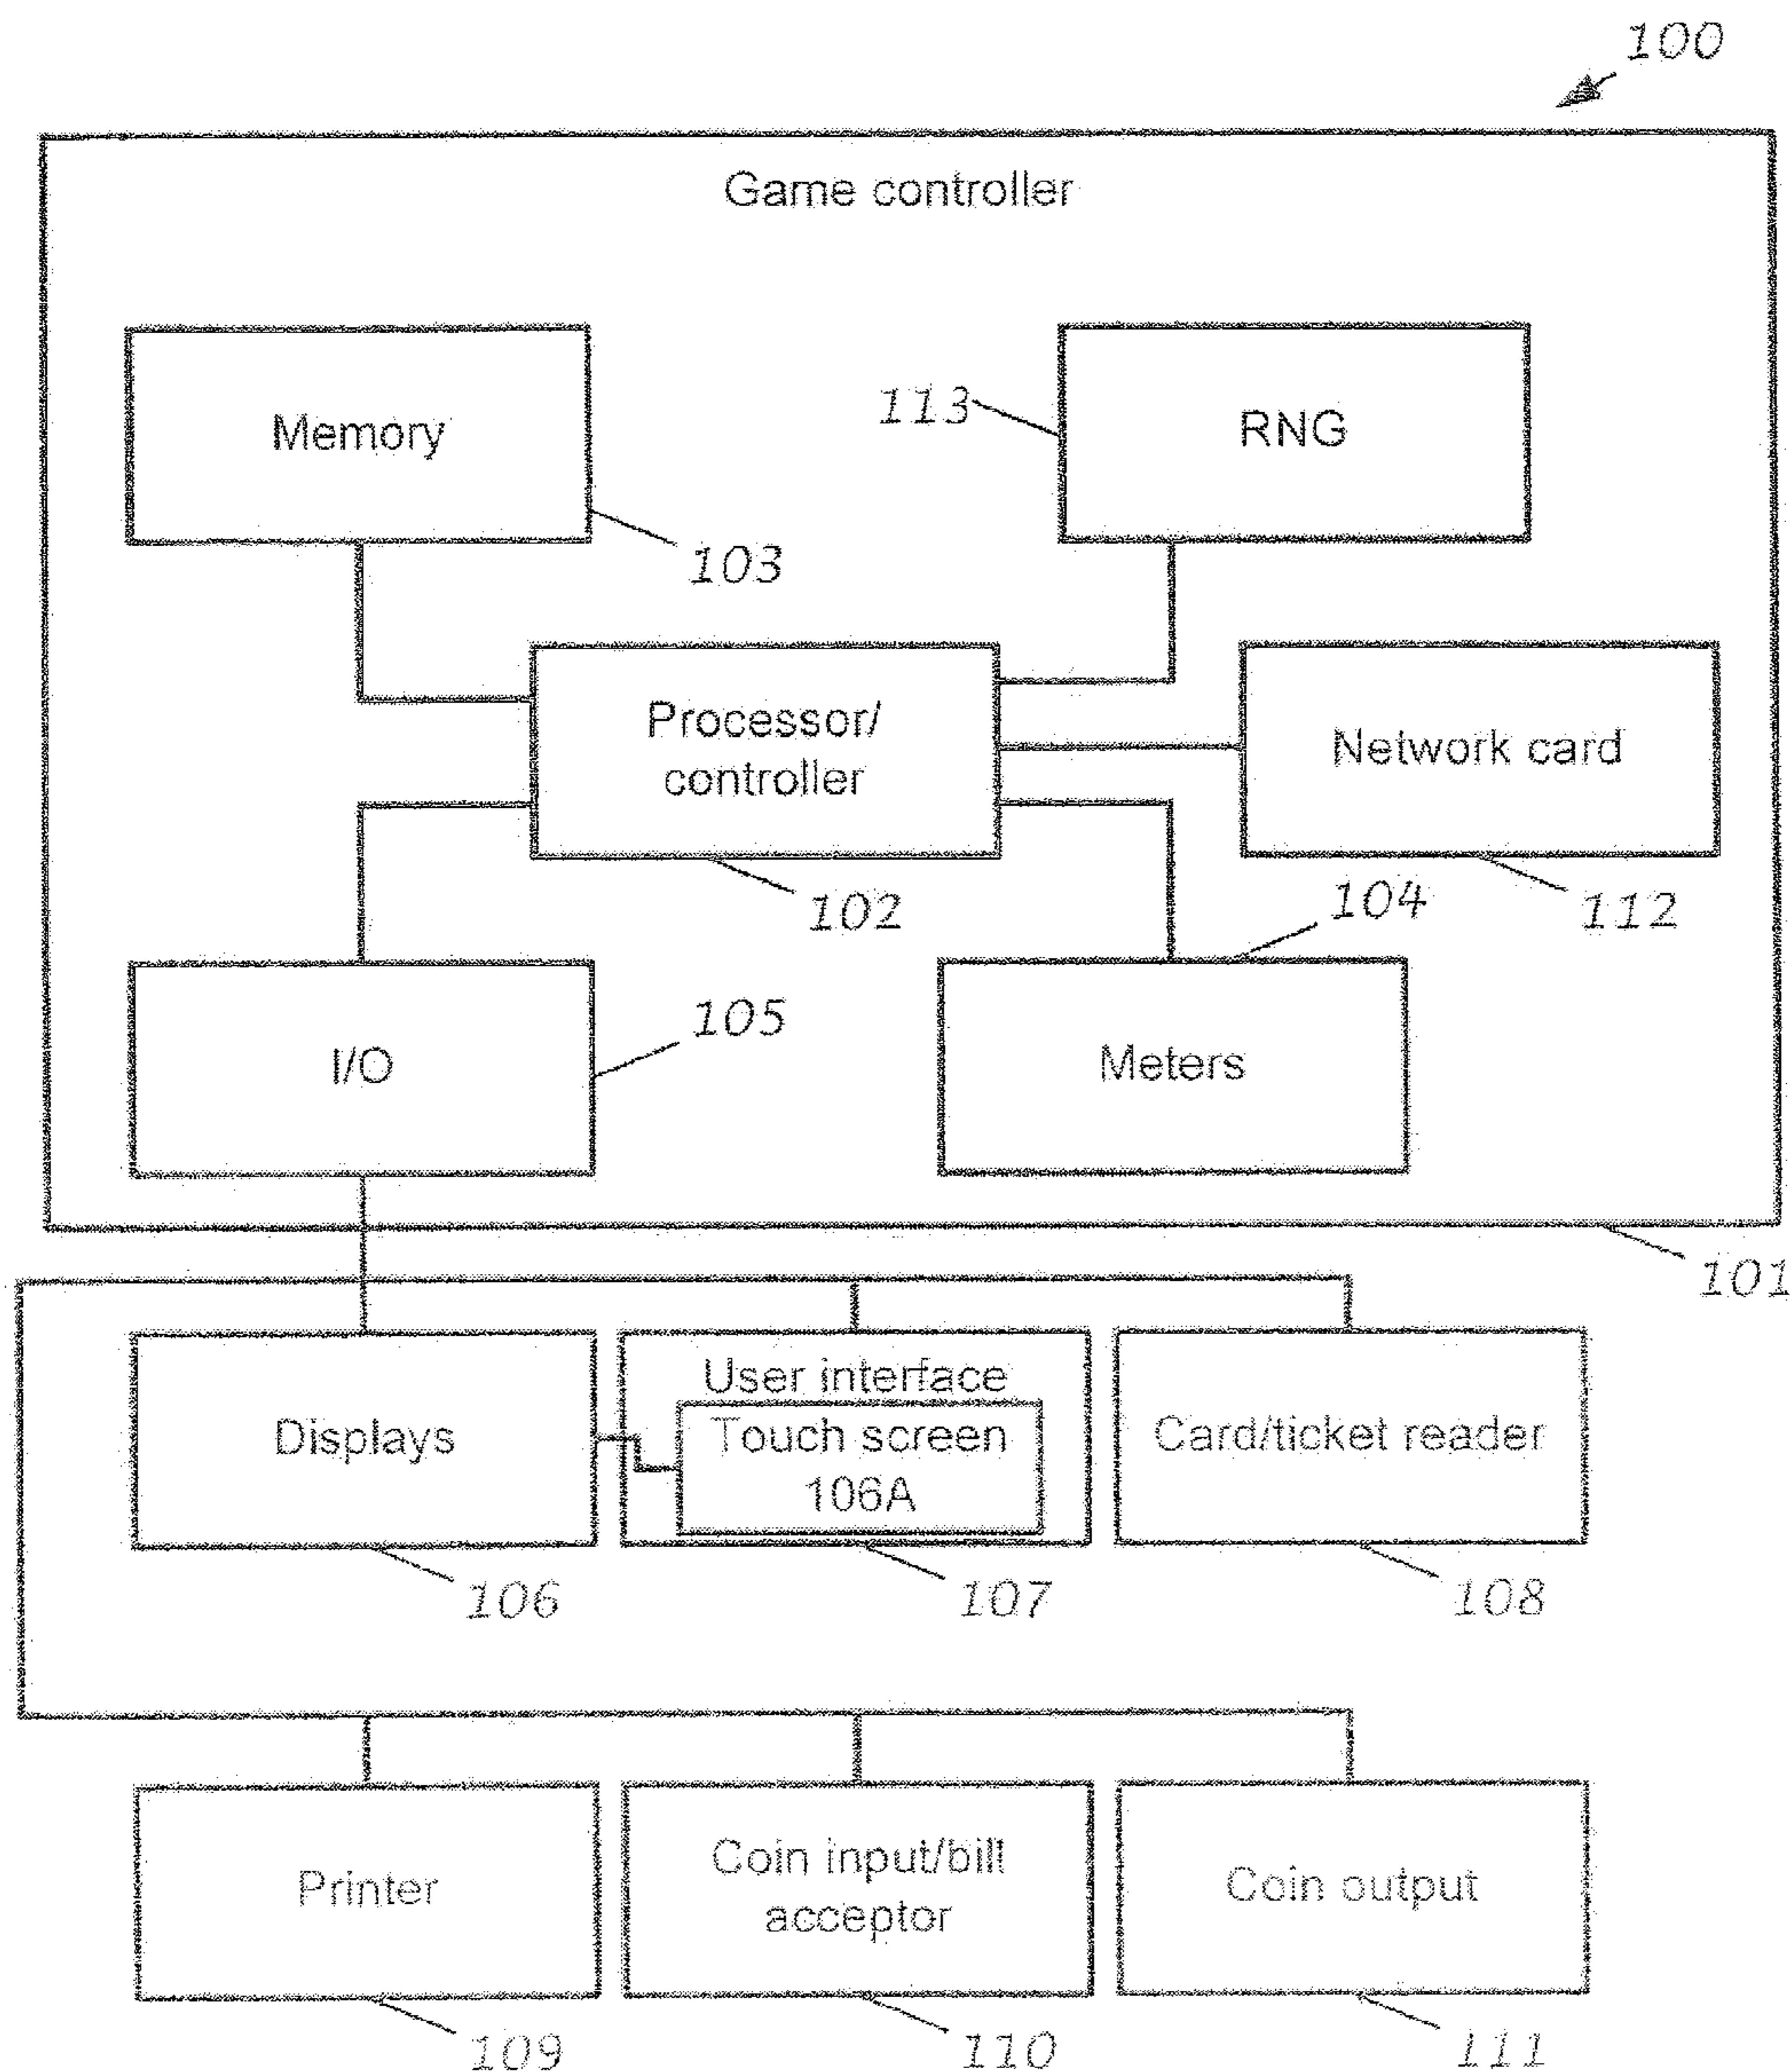 100
Game controller
Memory
113
RNG
103
Processor/
controller
Network card
102
104
112
I/O
105
Meters
101
Displays
User interface
Touch screen
106A
Card/ticket reader
106
107
108
Printer
Coin input/bill
acceptor
Coin output
109
110
111